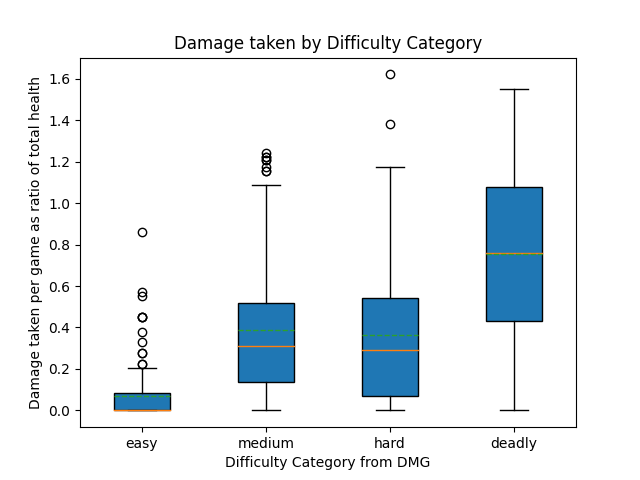 Damage taken by Difficulty Category
Damage taken per game as ratio of total health
1.6
1.4
1.2
1.0
0.8
0.6
0.4
0.2
0.0
easy medium hard deadly
Difficulty Category from DMG